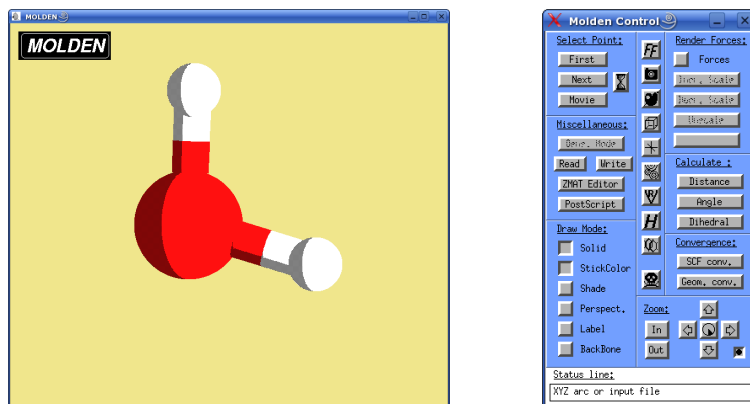 MOLDEN
MOLDEN
Molden Control
Select Point:
First
Next
Movie
Miscellaneous:
Read Write
ZMAT Editor
PostScript
Draw Mode:
Solid
StickColor
Shade
Perspect.
Label
BackBone
FF
H
Render Forces:
Forces
Calculate :
Distance
Angle
Dihedral
Convergence:
SCF conv.
Geom. conv.
Zoom:
In
Out
Status line:
XYZ arc or input file